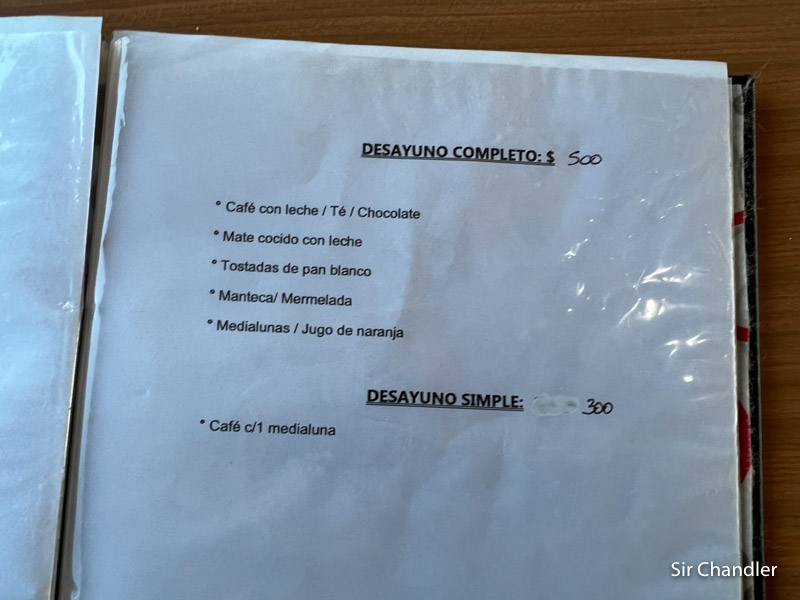 DESAYUNO COMPLETO: $ 500
° Café con leche / Té / Chocolate
° Mate cocido con leche
° Tostadas de pan blanco
° Manteca/ Mermelada
° Medialunas / Jugo de naranja
DESAYUNO SIMPLE: 300
° Café c/1 medialuna
Sir Chandler